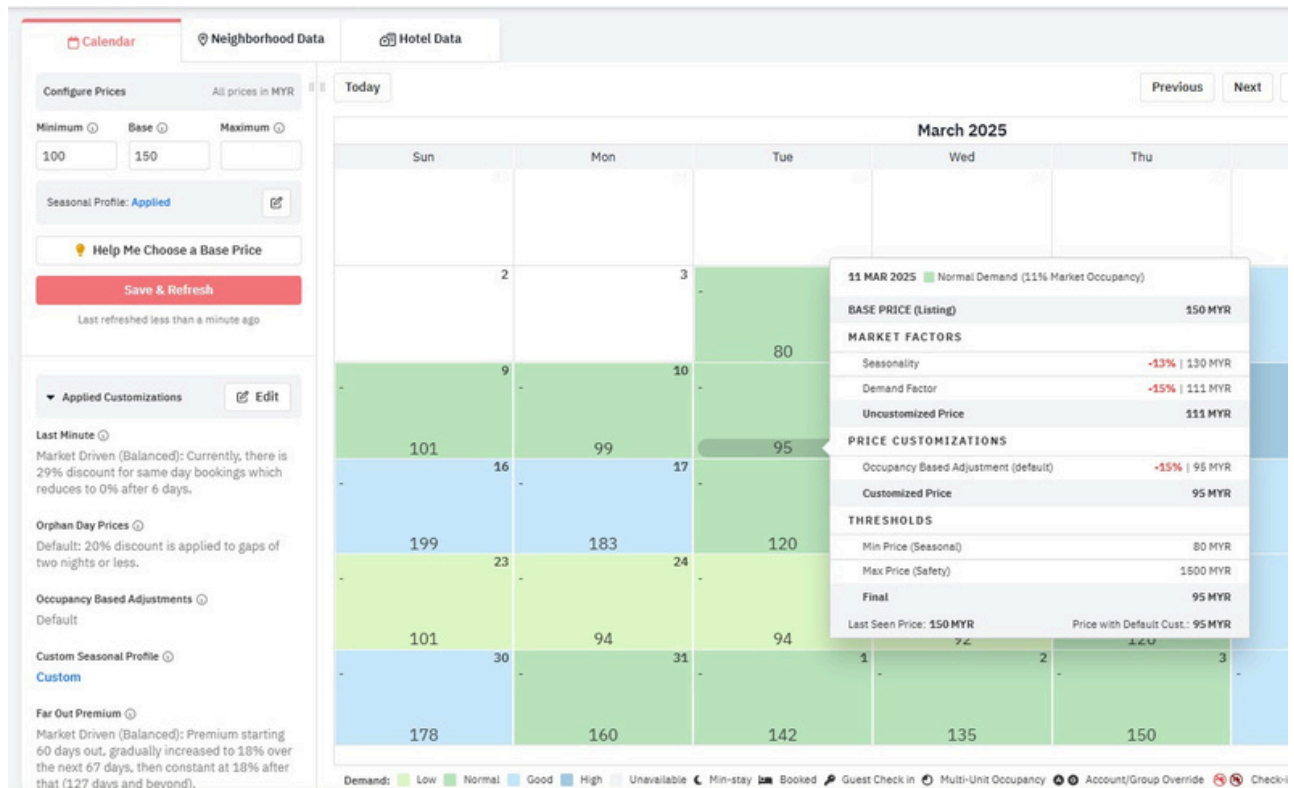 Calendar
Neighborhood Data
Hotel Data
Configure Prices All prices in MYR
Minimum Base Maximum
100 150
Seasonal Profile: Applied
Help Me Choose a Base Price
Save & Refresh
Last refreshed less than a minute ago
Applied Customizations Edit
Last Minute
Market Driven (Balanced): Currently, there is
29% discount for same day bookings which
reduces to 0% after 6 days.
Orphan Day Prices
Default: 20% discount is applied to gaps of
two nights or less.
Occupancy Based Adjustments
Default
Custom Seasonal Profile
Custom
Far Out Premium
Market Driven (Balanced): Premium starting
60 days out, gradually increased to 18% over
the next 67 days, then constant at 18% after
that (127 days and beyond).
Today Previous Next
March 2025
Sun Mon Tue Wed Thu
2 3
- 80
9 10
- - -
101 99 95
16 17
- - -
199 183 120
23 24
- - -
101 94 94 92 120
30 31 1 2 3
- - - - - -
178 160 142 135 150
11 MAR 2025 Normal Demand (11% Market Occupancy)
BASE PRICE (Listing) 150 MYR
MARKET FACTORS
Seasonality -13% | 130 MYR
Demand Factor -15% | 111 MYR
Uncustomized Price 111 MYR
PRICE CUSTOMIZATIONS
Occupancy Based Adjustment (default) -15% | 95 MYR
Customized Price 95 MYR
THRESHOLDS
Min Price (Seasonal) 80 MYR
Max Price (Safety) 1500 MYR
Final 95 MYR
Last Seen Price: 150 MYR Price with Default Cust.: 95 MYR
Demand: Low Normal Good High Unavailable Min-stay Booked Guest Check in Multi-Unit Occupancy Account/Group Override Check-i